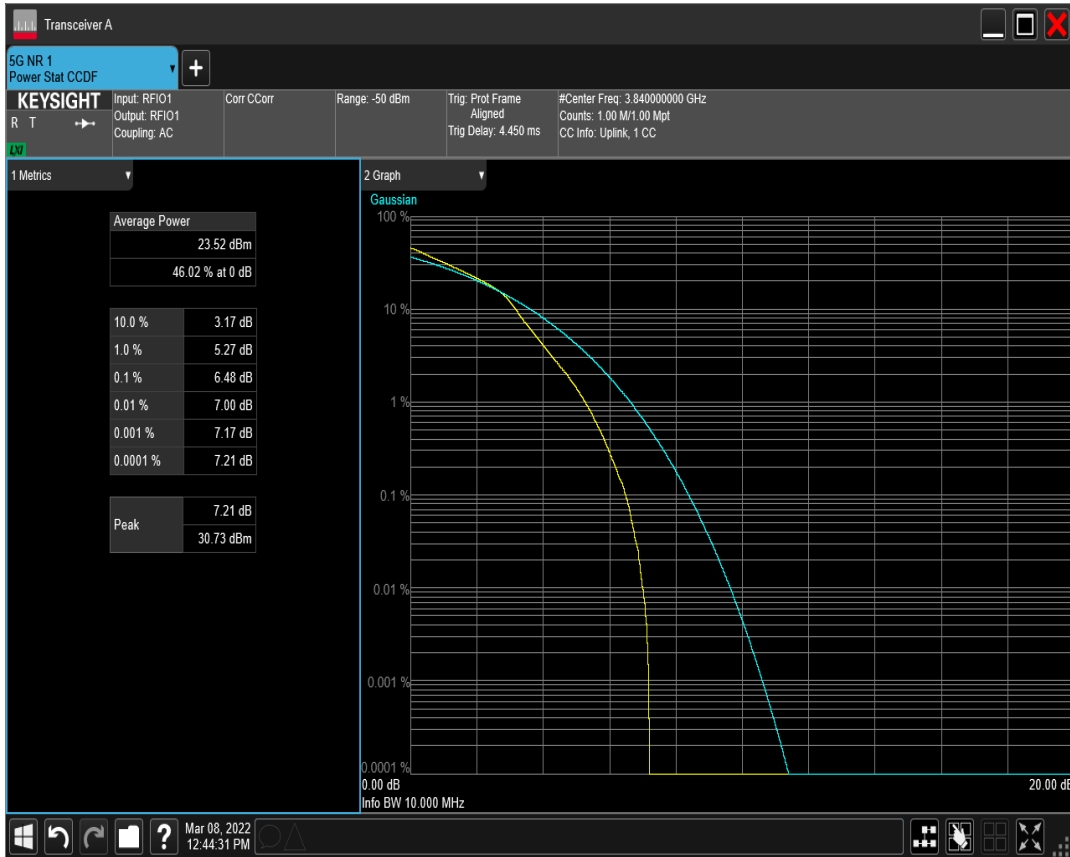 Transceiver A
5G NR 1
Power Stat CCDF
+
KEYSIGHT
R T
LXI
Input: RFIO1
Output: RFIO1
Coupling: AC
Corr CCorr
Range: -50 dBm
Trig: Prot Frame
Aligned
Trig Delay: 4.450 ms
#Center Freq: 3.840000000 GHz
Counts: 1.00 M/1.00 Mpt
CC Info: Uplink, 1 CC
1 Metrics
Average Power
23.52 dBm
46.02 % at 0 dB
10.0 % 3.17 dB
1.0 % 5.27 dB
0.1 % 6.48 dB
0.01 % 7.00 dB
0.001 % 7.17 dB
0.0001 % 7.21 dB
Peak
7.21 dB
30.73 dBm
2 Graph
Gaussian
100 %
10 %
1 %
0.1 %
0.01 %
0.001 %
0.0001 %
0.00 dB 20.00 dB
Info BW 10.000 MHz
?
Mar 08, 2022
12:44:31 PM